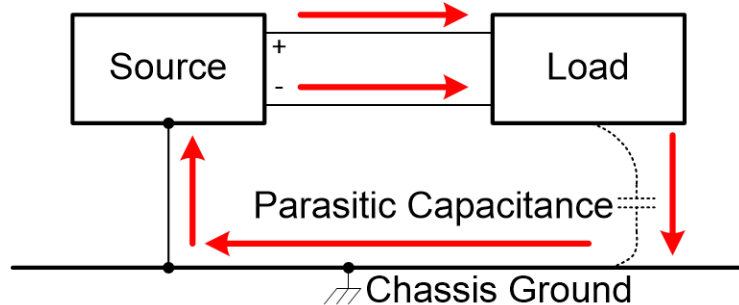 Source
+
-
Load
Parasitic Capacitance
Chassis Ground